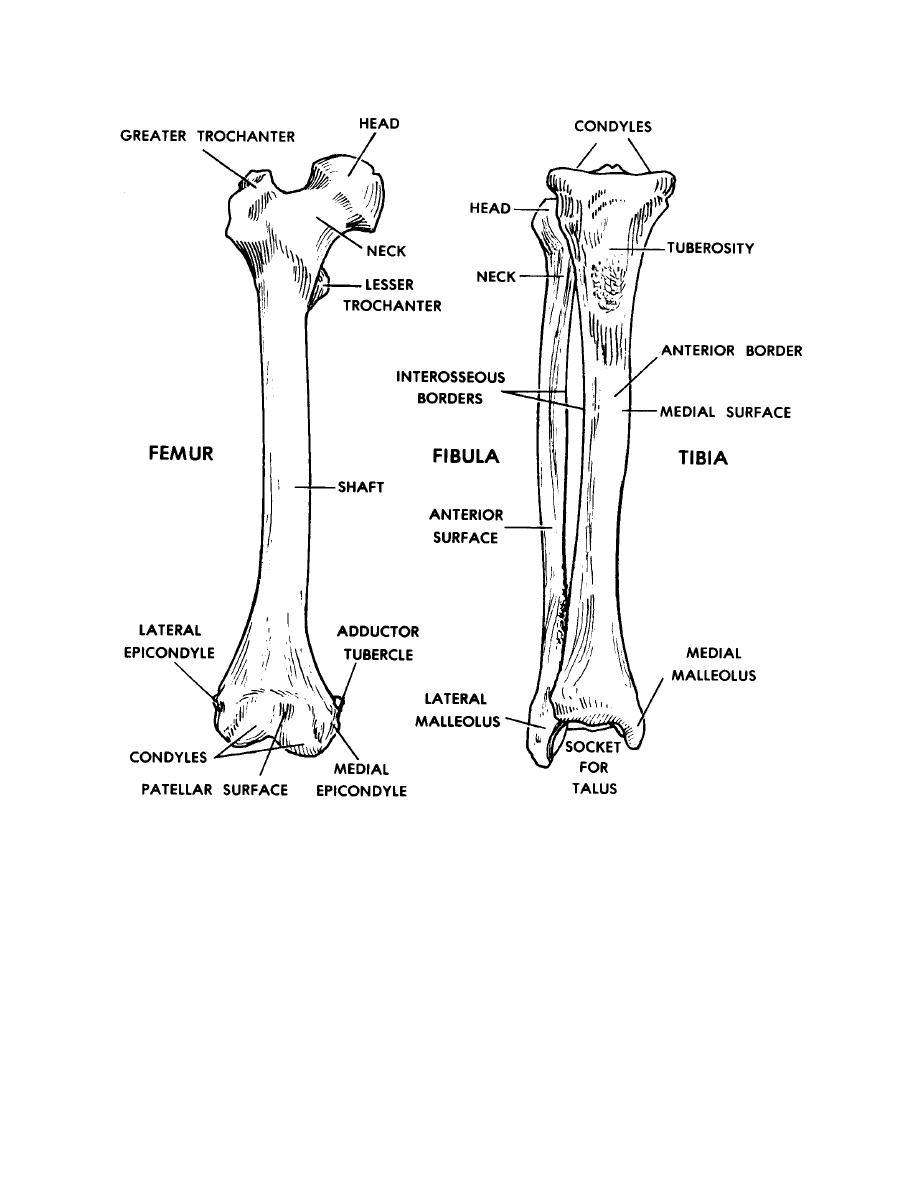 GREATER TROCHANTER
HEAD
NECK
LESSER
TROCHANTER
FEMUR
SHAFT
LATERAL
EPICONDYLE
ADDUCTOR
TUBERCLE
CONDYLES
PATELLAR SURFACE
MEDIAL
EPICONDYLE
CONDYLES
HEAD
TUBEROSITY
NECK
ANTERIOR BORDER
INTEROSSEOUS
BORDERS
MEDIAL SURFACE
FIBULA
TIBIA
ANTERIOR
SURFACE
MEDIAL
MALLEOLUS
LATERAL
MALLEOLUS
SOCKET
FOR
TALUS